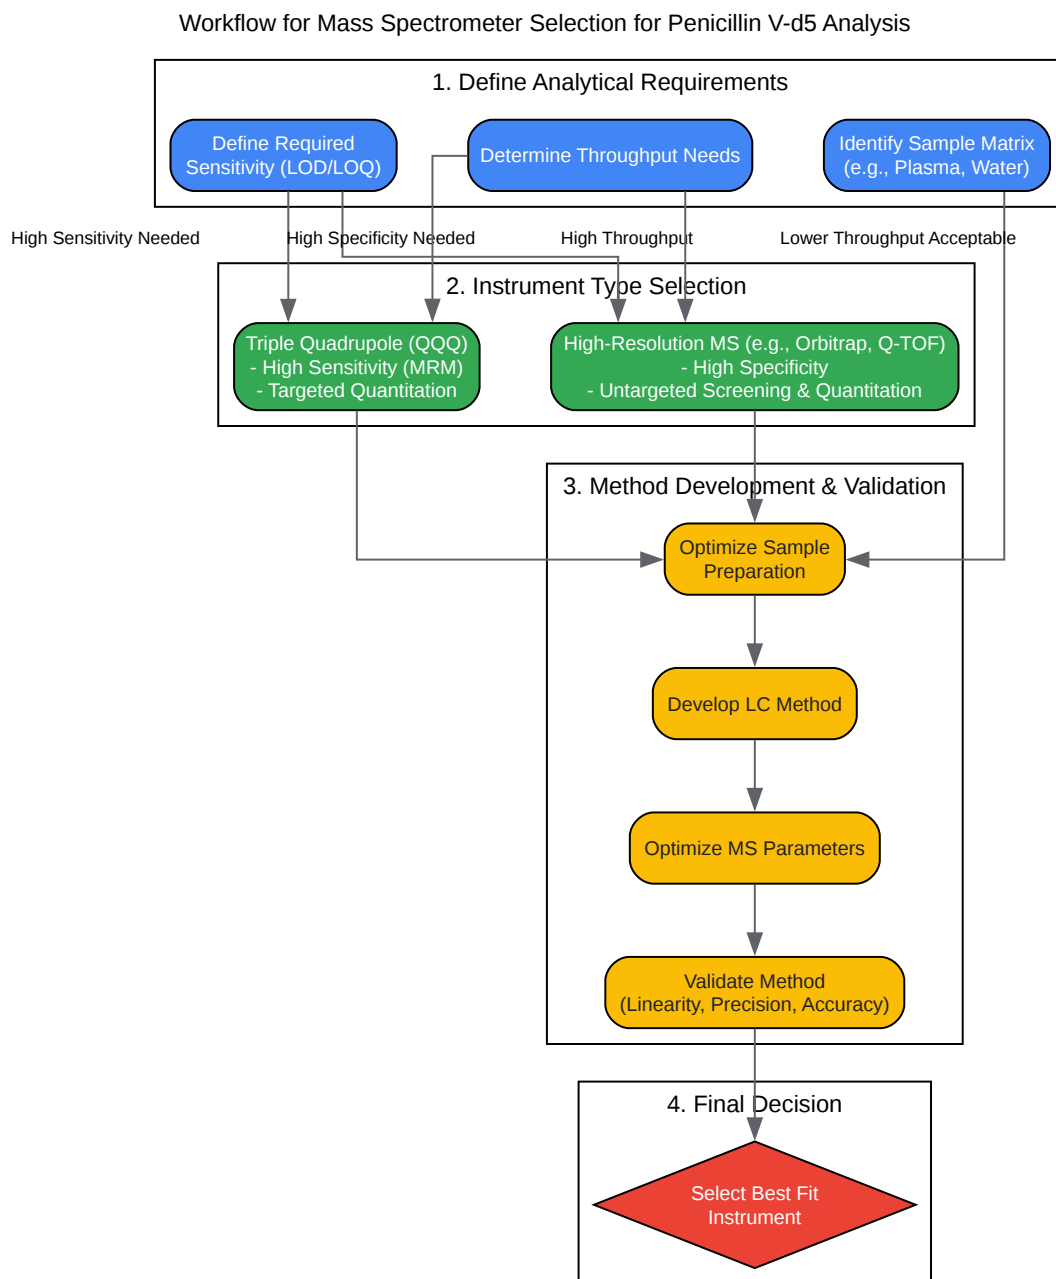 Workflow for Mass Spectrometer Selection for Penicillin V-d5 Analysis
1. Define Analytical Requirements
Define Required
Sensitivity (LOD/LOQ)
Determine Throughput Needs
Identify Sample Matrix
(e.g., Plasma, Water)
High Sensitivity Needed
High Specificity Needed
High Throughput
Lower Throughput Acceptable
2. Instrument Type Selection
Triple Quadrupole (QQQ)
- High Sensitivity (MRM)
- Targeted Quantitation
High-Resolution MS (e.g., Orbitrap, Q-TOF)
- High Specificity
- Untargeted Screening & Quantitation
3. Method Development & Validation
Optimize Sample
Preparation
Develop LC Method
Optimize MS Parameters
Validate Method
(Linearity, Precision, Accuracy)
4. Final Decision
Select Best Fit
Instrument